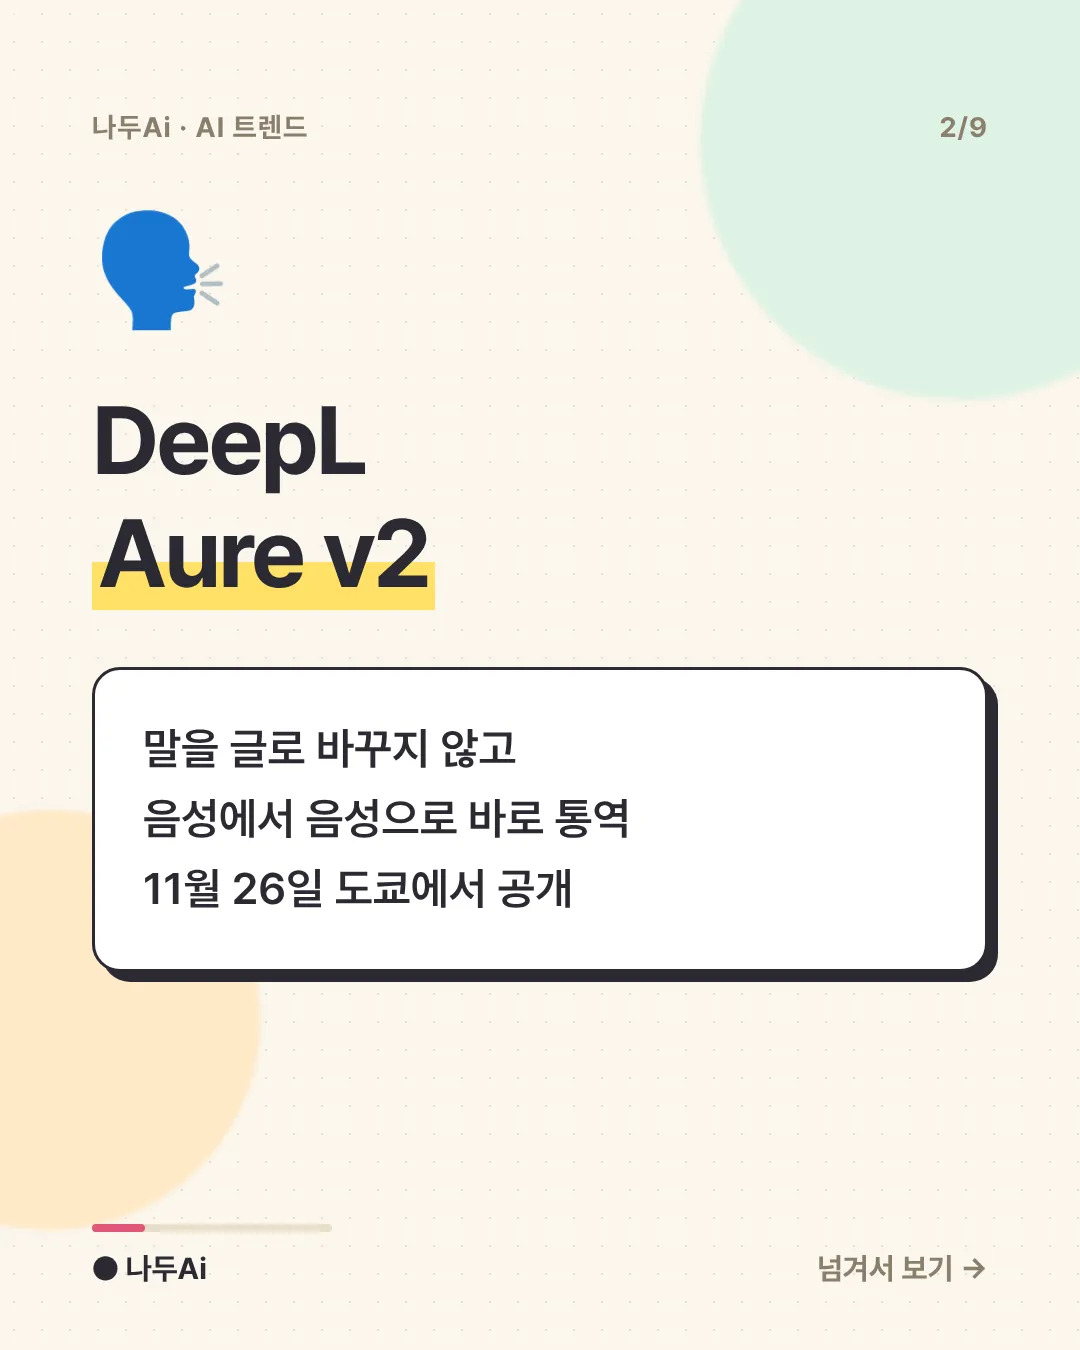 나두Ai · AI 트렌드
2/9
DeepL
Aure v2
말을 글로 바꾸지 않고
음성에서 음성으로 바로 통역
11월 26일 도쿄에서 공개
나두Ai
넘겨서 보기 →